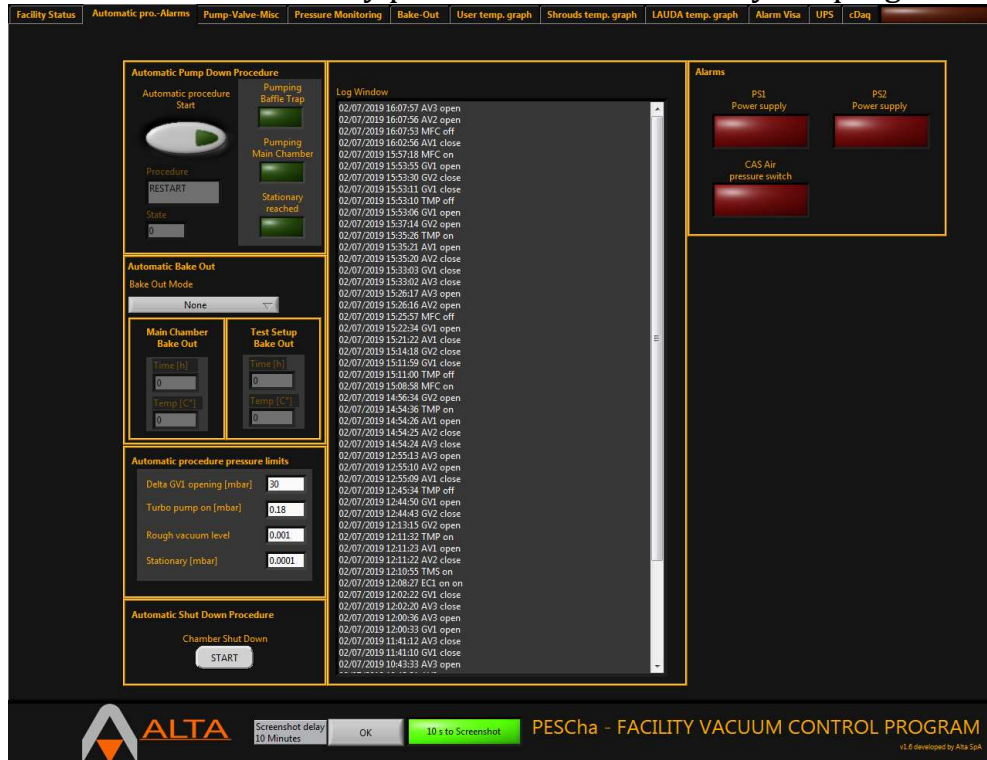 Facility Status
Automatic pro.-Alarms
Pump-Valve-Misc
Pressure Monitoring
Bake-Out
User temp. graph
Shrouds temp. graph
LAUDA temp. graph
Alarm Visa
UPS
cDaq
Automatic Pump Down Procedure
Automatic procedure
Start
Pumping
Baffle Trap
Pumping
Main Chamber
Procedure
RESTART
Stationary
reached
State
0
Automatic Bake Out
Bake Out Mode
None
Main Chamber
Bake Out
Time [h]
0
Temp [C°]
0
Test Setup
Bake Out
Time [h]
0
Temp [C°]
0
Automatic procedure pressure limits
Delta GV1 opening [mbar] 30
Turbo pump on [mbar] 0.18
Rough vacuum level 0.001
Stationary [mbar] 0.0001
Automatic Shut Down Procedure
Chamber Shut Down
START
Log Window
02/07/2019 16:07:57 AV3 open
02/07/2019 16:07:56 AV2 open
02/07/2019 16:07:53 MFC off
02/07/2019 16:02:56 AV1 close
02/07/2019 15:57:18 MFC on
02/07/2019 15:53:55 GV1 open
02/07/2019 15:53:30 GV2 close
02/07/2019 15:53:11 GV1 close
02/07/2019 15:53:10 TMP off
02/07/2019 15:53:06 GV1 open
02/07/2019 15:37:14 GV2 open
02/07/2019 15:35:26 TMP on
02/07/2019 15:35:21 AV1 open
02/07/2019 15:35:20 AV2 close
02/07/2019 15:33:03 GV1 close
02/07/2019 15:33:02 AV3 close
02/07/2019 15:26:17 AV3 open
02/07/2019 15:26:16 AV2 open
02/07/2019 15:25:57 MFC off
02/07/2019 15:22:34 GV1 open
02/07/2019 15:21:22 AV1 close
02/07/2019 15:14:18 GV2 close
02/07/2019 15:11:59 GV1 close
02/07/2019 15:11:00 TMP off
02/07/2019 15:08:58 MFC on
02/07/2019 14:56:34 GV2 open
02/07/2019 14:54:36 TMP on
02/07/2019 14:54:26 AV1 open
02/07/2019 14:54:25 AV2 close
02/07/2019 14:54:24 AV3 close
02/07/2019 12:55:13 AV3 open
02/07/2019 12:55:10 AV2 open
02/07/2019 12:55:09 AV1 close
02/07/2019 12:45:34 TMP off
02/07/2019 12:44:50 GV1 open
02/07/2019 12:44:43 GV2 close
02/07/2019 12:13:15 GV2 open
02/07/2019 12:11:32 TMP on
02/07/2019 12:11:23 AV1 open
02/07/2019 12:11:22 AV2 close
02/07/2019 12:10:55 TMS on
02/07/2019 12:08:27 EC1 on on
02/07/2019 12:02:22 GV1 close
02/07/2019 12:02:20 AV3 close
02/07/2019 12:00:36 AV3 open
02/07/2019 12:00:33 GV1 open
02/07/2019 11:41:12 AV3 close
02/07/2019 11:41:10 GV1 close
02/07/2019 10:43:33 AV3 open
Alarms
PS1
Power supply
PS2
Power supply
CAS Air
pressure switch
ALTA
Screenshot delay
10 Minutes
OK
10 s to Screenshot
PESCha - FACILITY VACUUM CONTROL PROGRAM
v1.6 developed by Alta SpA